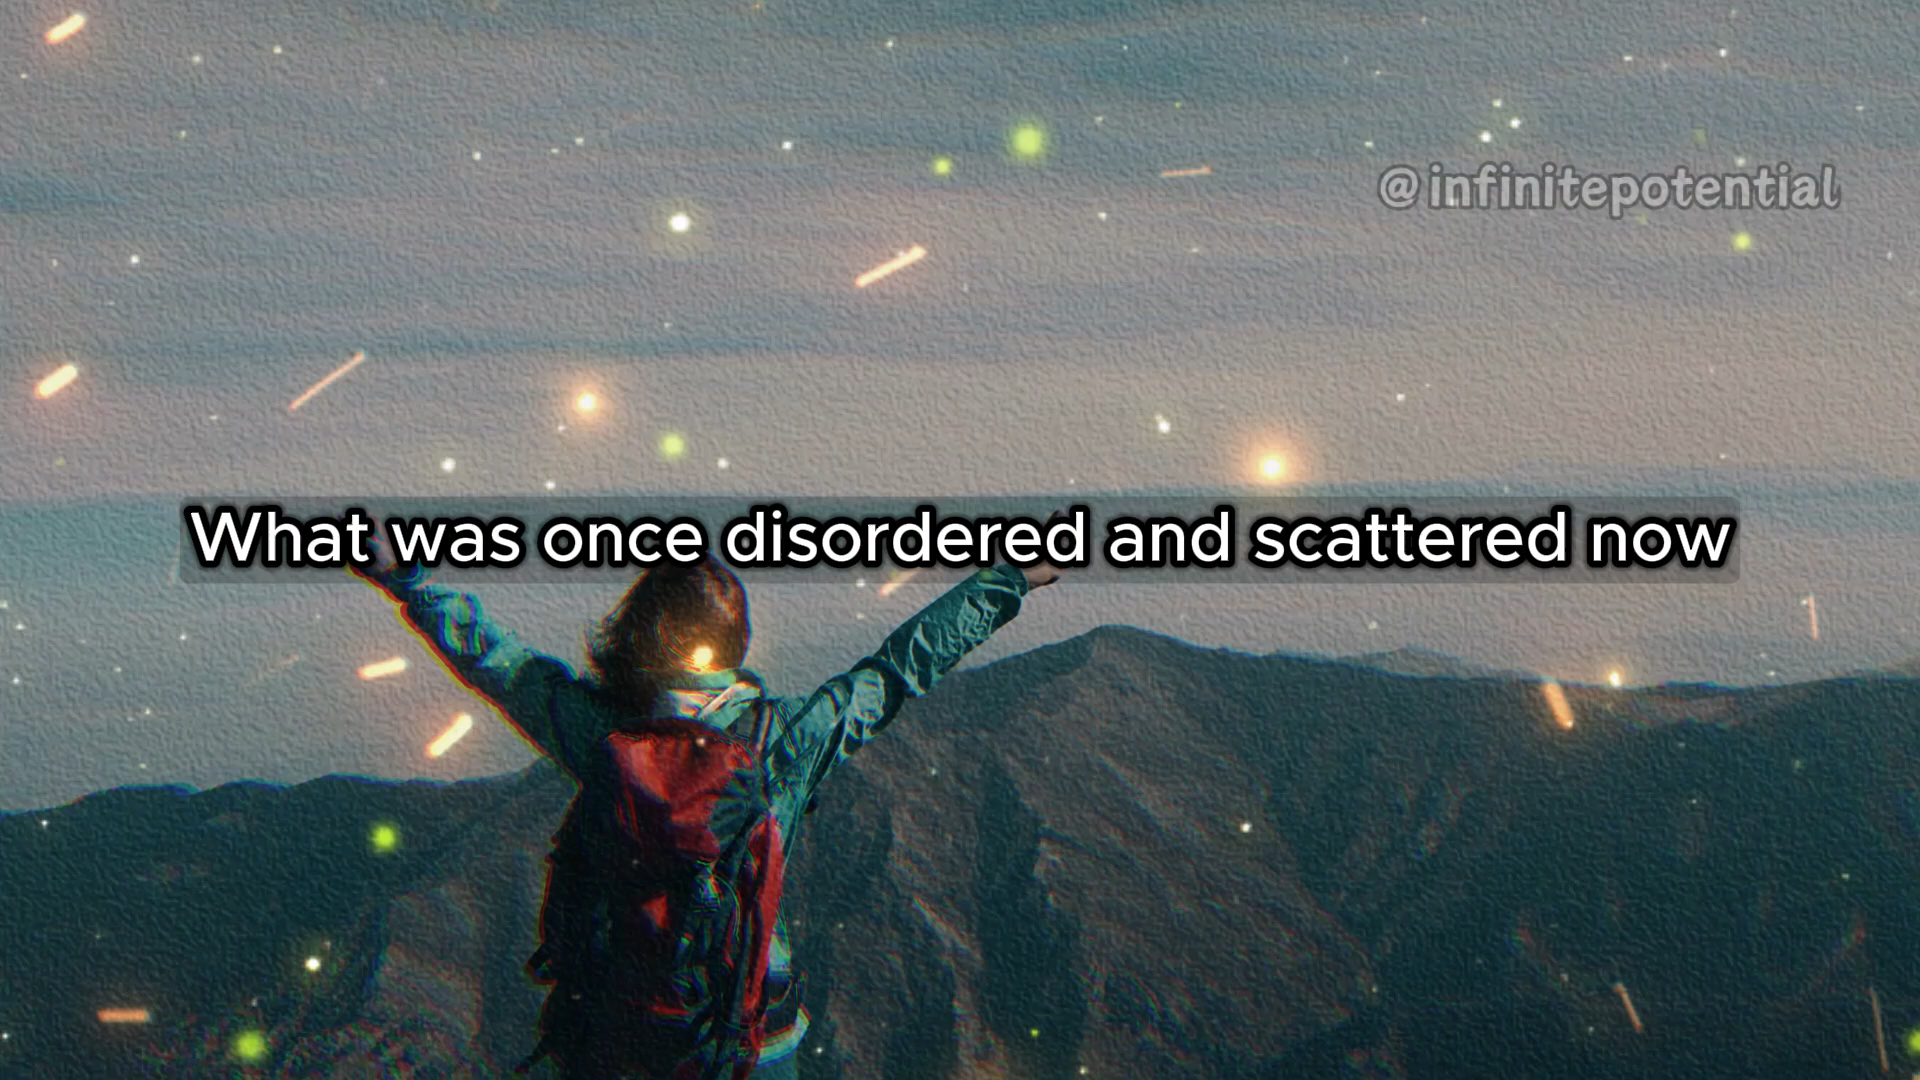 @infinitepotential
What was once disordered and scattered now